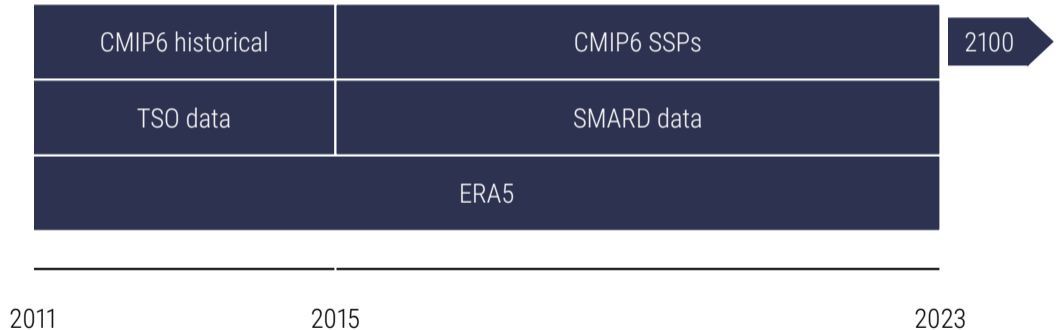 CMIP6 historical
CMIP6 SSPs
2100
TSO data
SMARD data
ERA5
2011
2015
2023